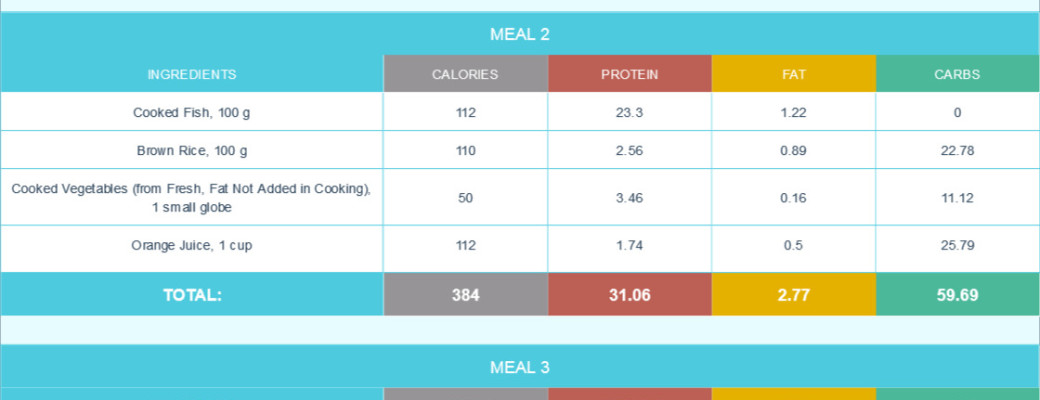 MEAL 2
INGREDIENTS CALORIES PROTEIN FAT CARBS
Cooked Fish, 100 g 112 23.3 1.22 0
Brown Rice, 100 g 110 2.56 0.89 22.78
Cooked Vegetables (from Fresh, Fat Not Added in Cooking),
1 small globe 50 3.46 0.16 11.12
Orange Juice, 1 cup 112 1.74 0.5 25.79
TOTAL: 384 31.06 2.77 59.69
MEAL 3